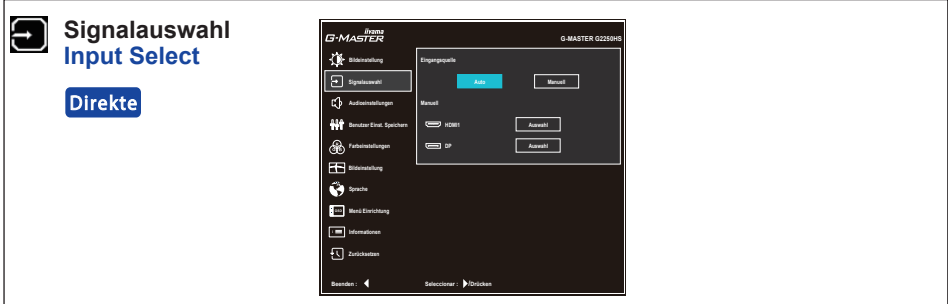 Signalauswahl
Input Select
Direkte
iiyama
G-MASTER
G-MASTER G2250HS
Bildeinstellung
Signalauswahl
Audioeinstellungen
Benutzer Einst. Speichern
Farbeinstellungen
Bildeinstellung
Sprache
Menü Einrichtung
Informationen
Zurücksetzen
Eingangsquelle
Auto
Manuell
Manuell
HDMI1
Auswahl
DP
Auswahl
Beenden :
Seleccionar : /Drücken